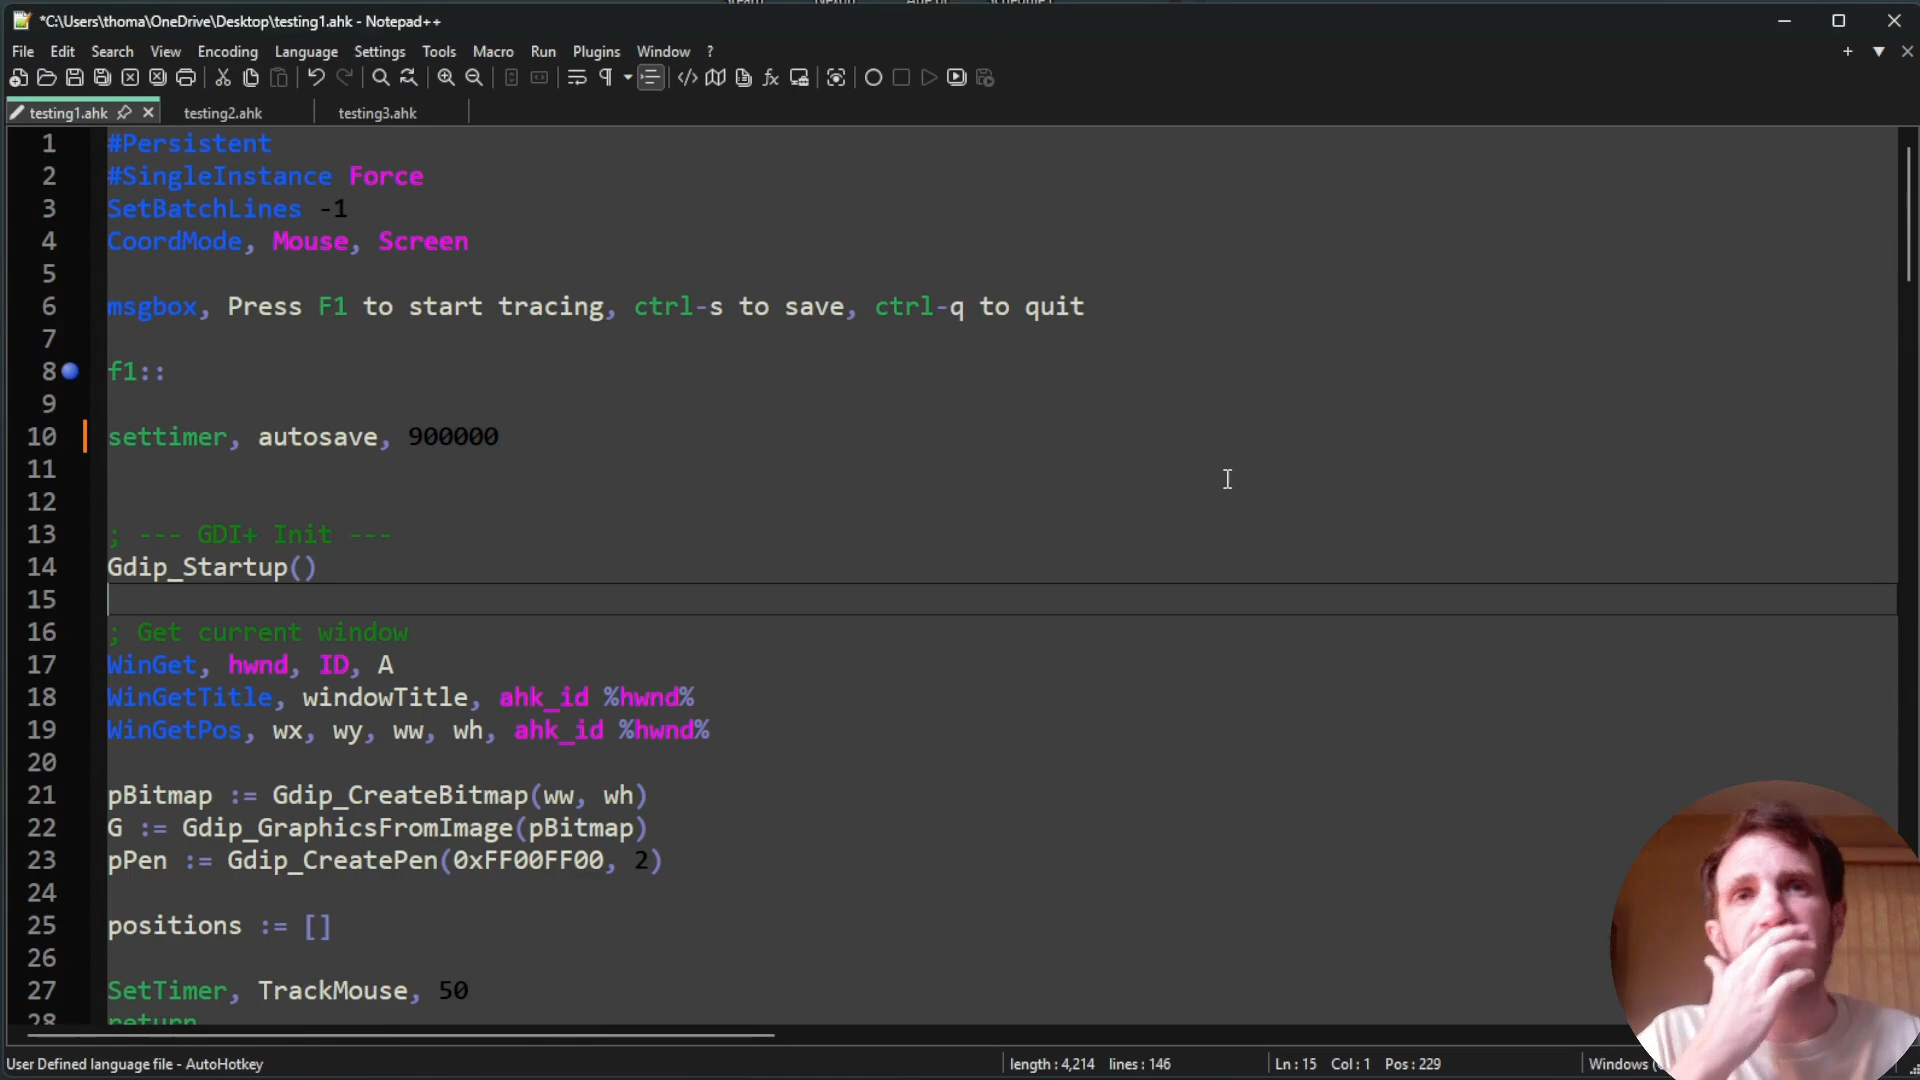 *C:\Users\thoma\OneDrive\Desktop\testing1.ahk - Notepad++
File Edit Search View Encoding Language Settings Tools Macro Run Plugins Window ?
testing1.ahk testing2.ahk testing3.ahk
1 #Persistent
2 #SingleInstance Force
3 SetBatchLines -1
4 CoordMode, Mouse, Screen
5
6 msgbox, Press F1 to start tracing, ctrl-s to save, ctrl-q to quit
7
8 f1::
9
10 settimer, autosave, 900000
11
12
13 ; --- GDI+ Init ---
14 Gdip_Startup()
15
16 ; Get current window
17 WinGet, hwnd, ID, A
18 WinGetTitle, windowTitle, ahk_id %hwnd%
19 WinGetPos, wx, wy, ww, wh, ahk_id %hwnd%
20
21 pBitmap := Gdip_CreateBitmap(ww, wh)
22 G := Gdip_GraphicsFromImage(pBitmap)
23 pPen := Gdip_CreatePen(0xFF00FF00, 2)
24
25 positions := []
26
27 SetTimer, TrackMouse, 50
28 return
User Defined language file - AutoHotkey length : 4,214 lines : 146 Ln : 15 Col : 1 Pos : 229 Windows (